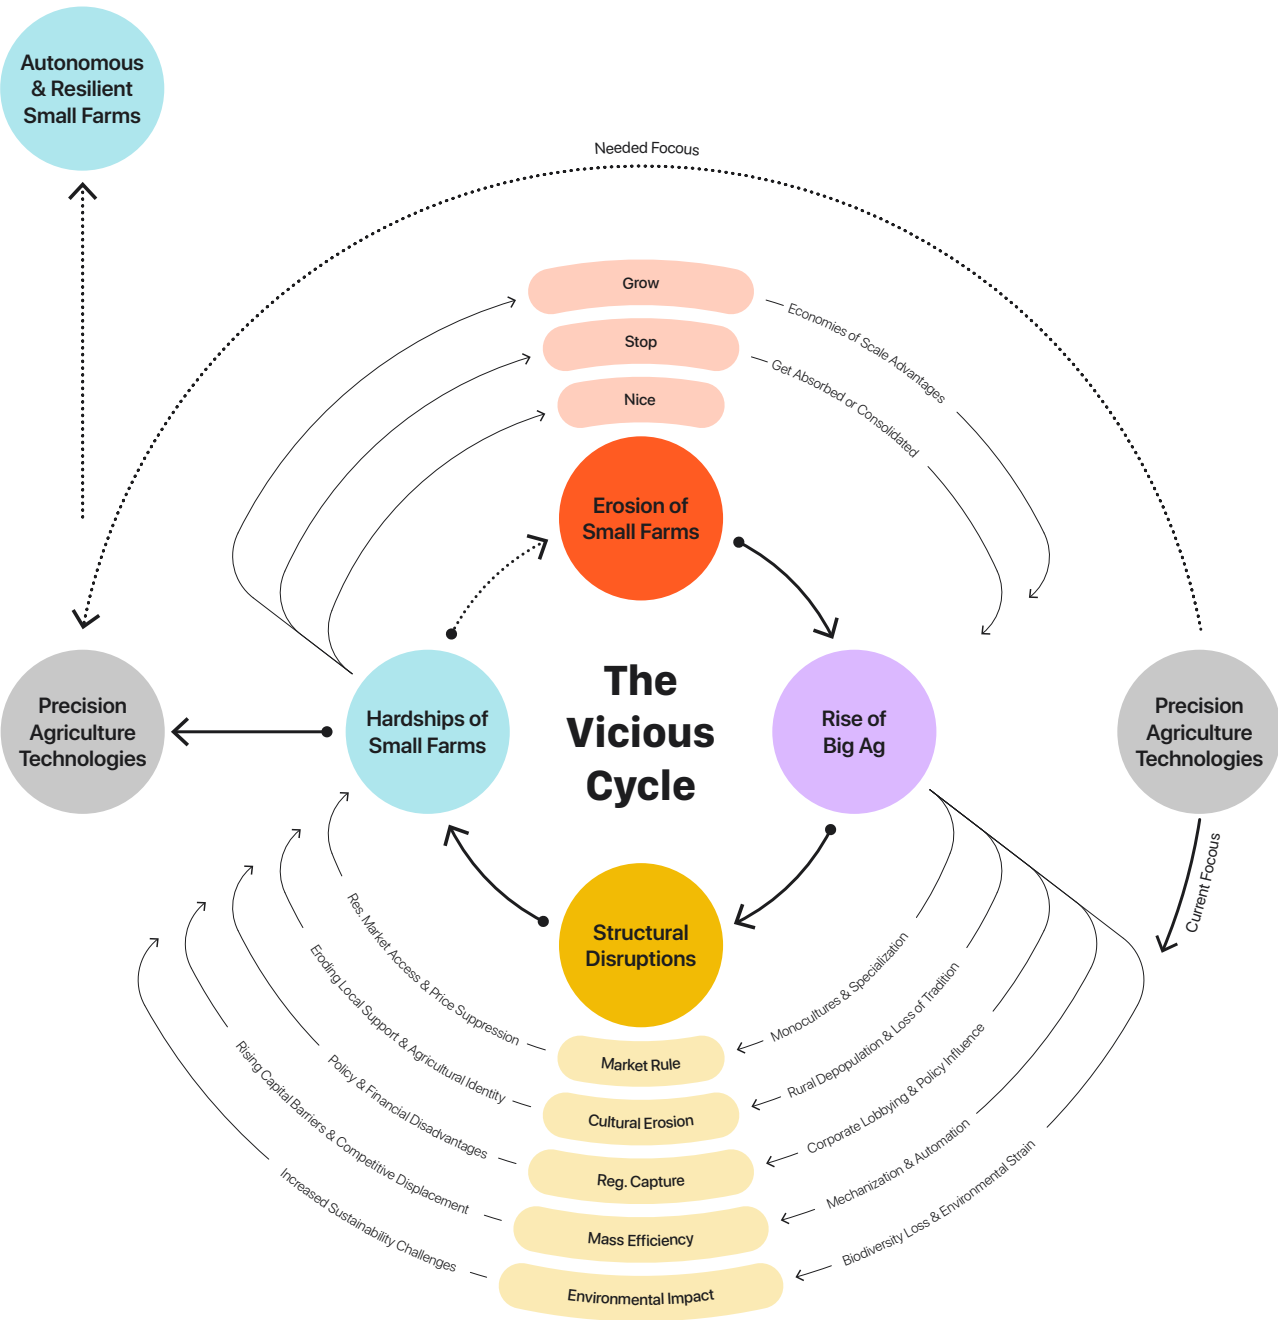 Autonomous
& Resilient
Small Farms
Needed Focous
Grow
Stop
Nice
Economies of Scale Advantages
Get Absorbed or Consolidated
Erosion of
Small Farms
Precision
Agriculture
Technologies
Hardships of
Small Farms
The
Vicious
Cycle
Rise of
Big Ag
Precision
Agriculture
Technologies
Current Focous
Structural
Disruptions
Res. Market Access & Price Suppression
Eroding Local Support & Agricultural Identity
Policy & Financial Disadvantages
Rising Capital Barriers & Competitive Displacement
Increased Sustainability Challenges
Market Rule
Cultural Erosion
Reg. Capture
Mass Efficiency
Environmental Impact
Monocultures & Specialization
Rural Depopulation & Loss of Tradition
Corporate Lobbying & Policy Influence
Mechanization & Automation
Biodiversity Loss & Environmental Strain